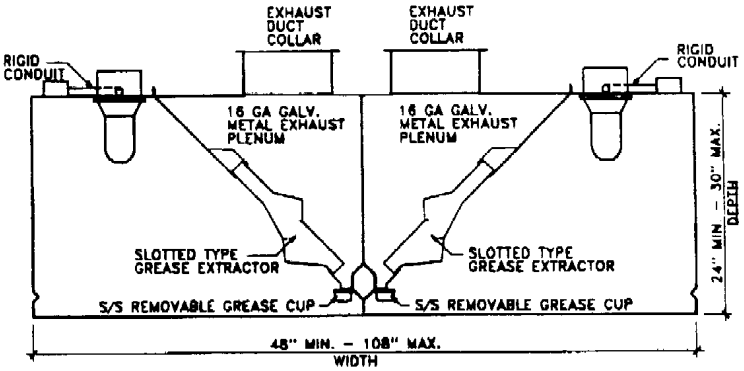 EXHAUST
DUCT
COLLAR
EXHAUST
DUCT
COLLAR
RIGID
CONDUIT
RIGID
CONDUIT
16 GA GALV.
METAL EXHAUST
PLENUM
16 GA GALV.
METAL EXHAUST
PLENUM
24" MIN. - 30" MAX.
DEPTH
SLOTTED TYPE
GREASE EXTRACTOR
SLOTTED TYPE
GREASE EXTRACTOR
S/S REMOVABLE GREASE CUP
S/S REMOVABLE GREASE CUP
48" MIN. - 108" MAX.
WIDTH